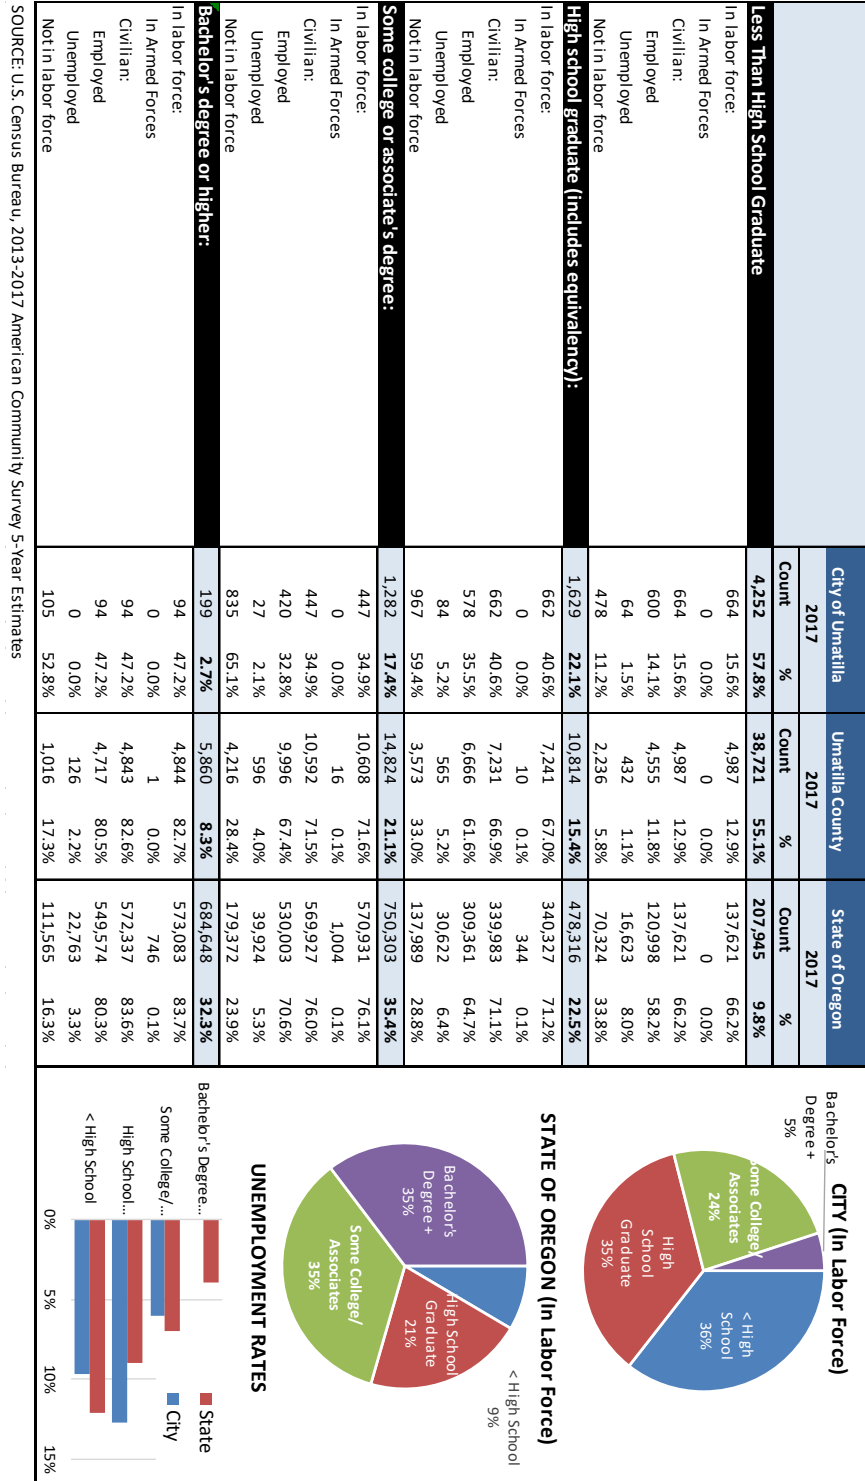 City of Umatilla Umatilla County State of Oregon
2017 2017 2017
Count % Count % Count %
Less Than High School Graduate 4,252 57.8% 38,721 55.1% 207,945 9.8%
In labor force: 664 15.6% 4,987 12.9% 137,621 66.2%
In Armed Forces 0 0.0% 0 0 0.0%
Civilian: 664 15.6% 4,987 12.9% 137,621 66.2%
Employed 600 14.1% 4,555 11.8% 120,998 58.2%
Unemployed 64 1.5% 432 1.1% 16,623 8.0%
Not in labor force 478 11.2% 2,236 5.8% 70,324 33.8%
High school graduate (includes equivalency): 1,629 22.1% 10,814 15.4% 478,316 22.5%
In labor force: 662 40.6% 7,241 67.0% 340,327 71.2%
In Armed Forces 0 0.0% 10 0.1% 344 0.1%
Civilian: 662 40.6% 7,231 66.9% 339,983 71.1%
Employed 578 35.5% 6,666 61.6% 309,361 64.7%
Unemployed 84 5.2% 565 5.2% 30,622 6.4%
Not in labor force 967 59.4% 3,573 33.0% 137,989 28.8%
Some college or associate's degree: 1,282 17.4% 14,824 21.1% 750,303 35.4%
In labor force: 447 34.9% 10,608 71.6% 570,931 76.1%
In Armed Forces 0 0.0% 16 0.1% 1,004 0.1%
Civilian: 447 34.9% 10,592 71.5% 569,927 76.0%
Employed 420 32.8% 9,996 67.4% 530,003 70.6%
Unemployed 27 2.1% 596 4.0% 39,924 5.3%
Not in labor force 835 65.1% 4,216 28.4% 179,372 23.9%
Bachelor's degree or higher: 199 2.7% 5,860 8.3% 684,648 32.3%
In labor force: 94 47.2% 4,844 82.7% 573,083 83.7%
In Armed Forces 0 0.0% 1 0.0% 746 0.1%
Civilian: 94 47.2% 4,843 82.6% 572,337 83.6%
Employed 94 47.2% 4,717 80.5% 549,574 80.3%
Unemployed 0 0.0% 126 2.2% 22,763 3.3%
Not in labor force 105 52.8% 1,016 17.3% 111,565 16.3%
SOURCE: U.S. Census Bureau, 2013-2017 American Community Survey 5-Year Estimates
CITY (In Labor Force)
Bachelor's
Degree +
5%
Some College/
Associates
24%
< High
School
36%
High
School
Graduate
35%
STATE OF OREGON (In Labor Force)
< High School
9%
Bachelor's
Degree +
35%
High School
Graduate
21%
Some College/
Associates
35%
UNEMPLOYMENT RATES
Bachelor's Degree...
Some College/...
High School...
< High School
State
City
0% 5% 10% 15%